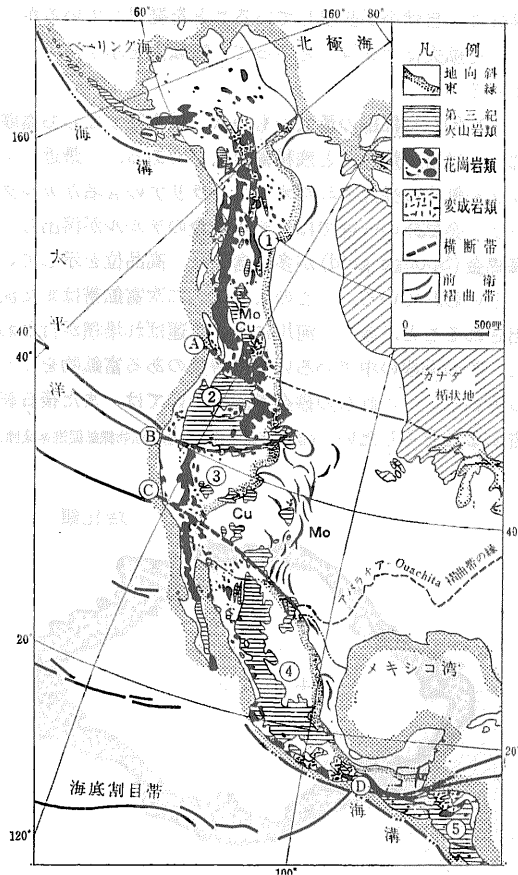 60°
160°
80°
ベーリング海
北極海
160°
海
溝
太
平
洋
40°
40°
Mo
Cu
Ⓐ
Ⓑ
Ⓒ
Ⓓ
①
②
③
④
⑤
Cu
Mo
凡例
地向斜
東縁
第三紀
火山岩類
花崗岩類
変成岩類
横断帯
前衛
褶曲帯
0 500哩
カナダ
楯状地
40°
アパラチア-Ouachita 褶曲帯の縁
メキシコ湾
20°
20°
海底割目帯
海
溝
120°
100°